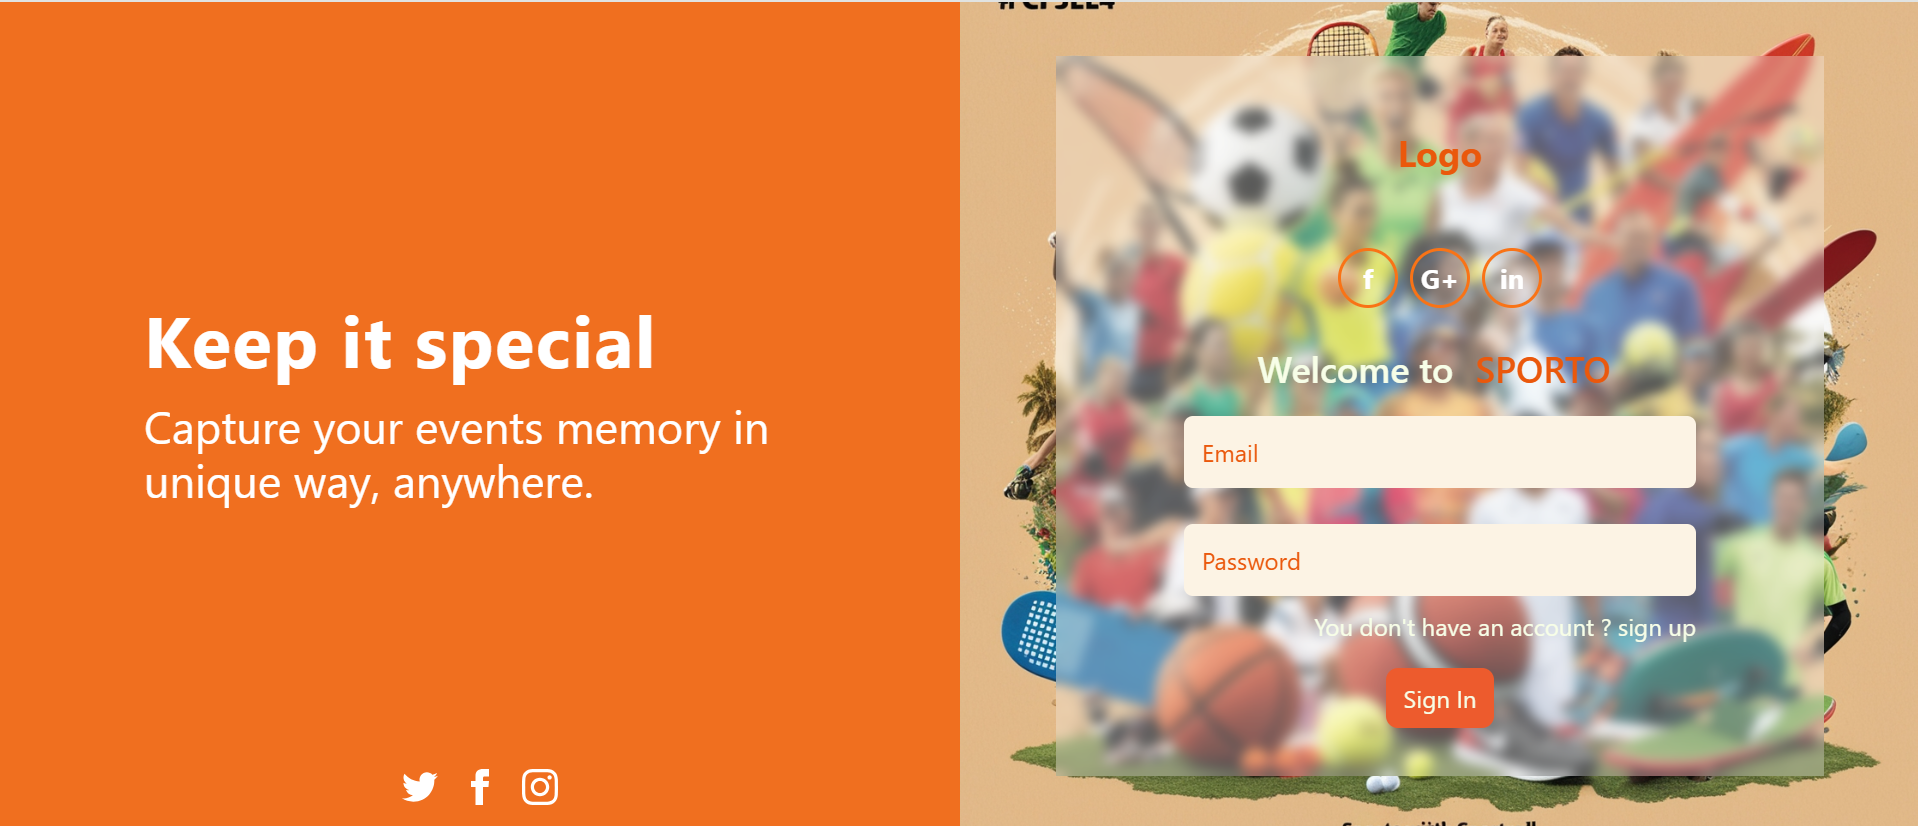 Keep it special
Capture your events memory in
unique way, anywhere.
Logo
f G+ in
Welcome to SPORTO
Email
Password
You don't have an account ? sign up
Sign In